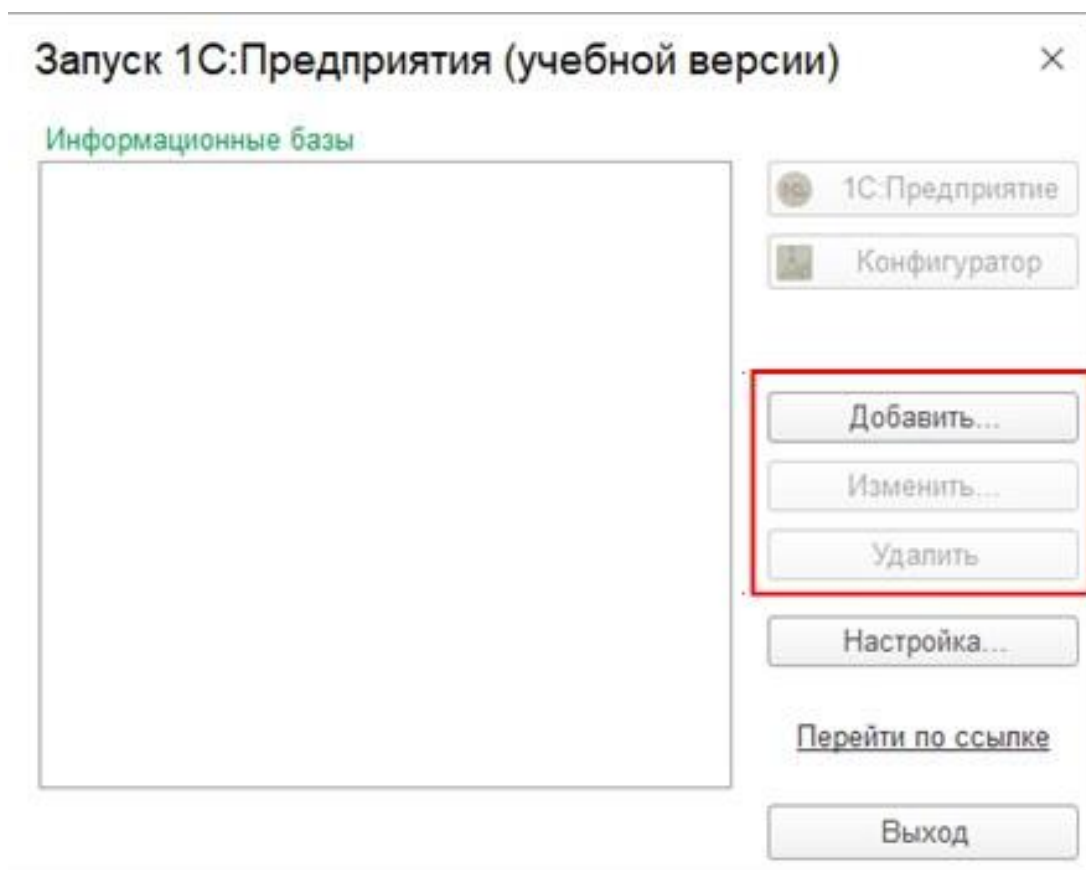 Запуск 1С:Предприятия (учебной версии)
Информационные базы
1С:Предприятие
Конфигуратор
Добавить...
Изменить...
Удалить
Настройка...
Перейти по ссылке
Выход